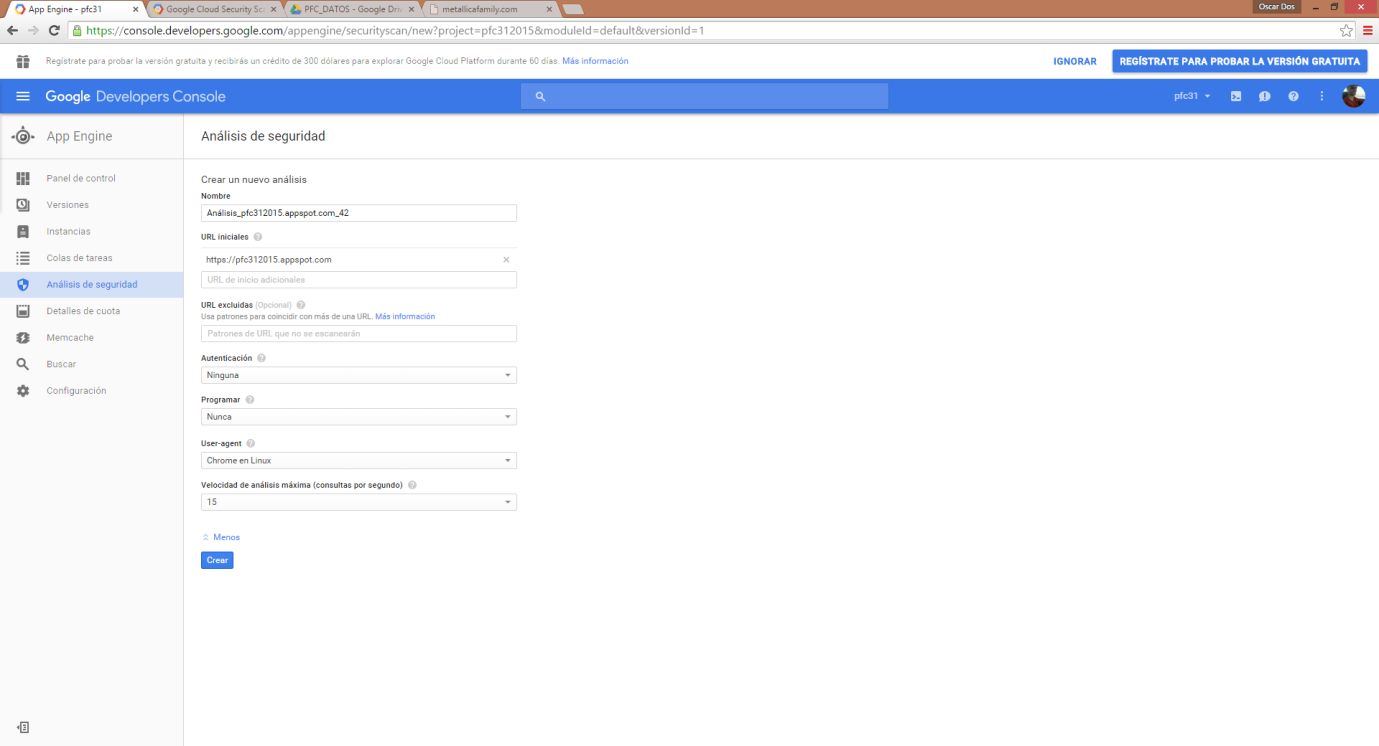 App Engine - pfc31
Google Cloud Security Sc
PFC_DATOS - Google Dri
metallicafamily.com
Oscar Dos
https://console.developers.google.com/appengine/securityscan/new?project=pfc312015&moduleId=default&versionId=1
Regístrate para probar la versión gratuita y recibirás un crédito de 300 dólares para explorar Google Cloud Platform durante 60 días. Más información
IGNORAR
REGÍSTRATE PARA PROBAR LA VERSIÓN GRATUITA
Google Developers Console
pfc31
App Engine
Análisis de seguridad
Panel de control
Versiones
Instancias
Colas de tareas
Análisis de seguridad
Detalles de cuota
Memcache
Buscar
Configuración
Crear un nuevo análisis
Nombre
Análisis_pfc312015.appspot.com_42
URL iniciales
https://pfc312015.appspot.com
URL de inicio adicionales
URL excluidas (Opcional)
Usa patrones para coincidir con más de una URL. Más información
Patrones de URL que no se escanearán
Autenticación
Ninguna
Programar
Nunca
User-agent
Chrome en Linux
Velocidad de análisis máxima (consultas por segundo)
15
Menos
Crear